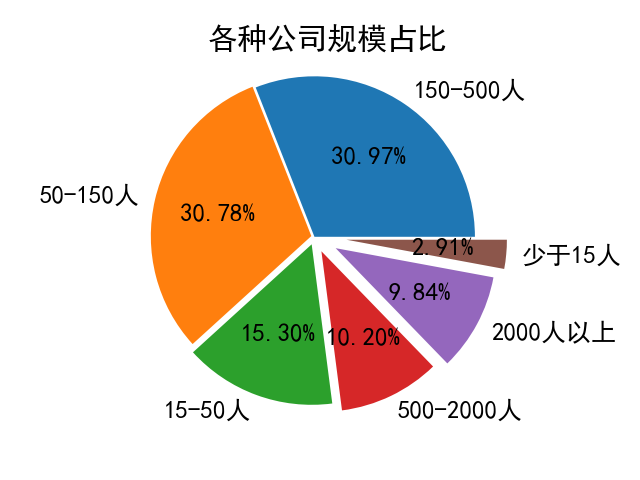 各种公司规模占比
150-500人
30.97%
50-150人
30.78%
2.91%
少于15人
9.84%
2000人以上
15.30%
10.20%
15-50人
500-2000人